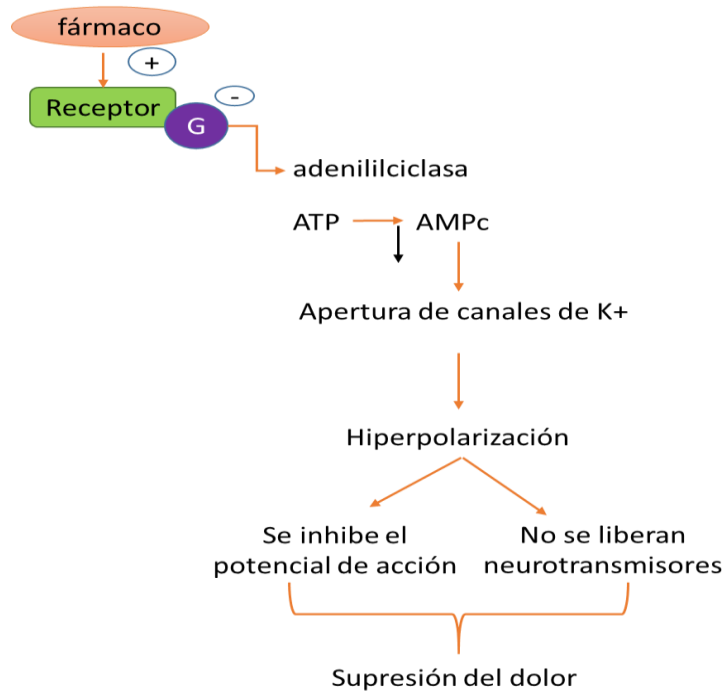 fármaco
+
Receptor
-
G
adenililciclasa
ATP
AMPc
Apertura de canales de K+
Hiperpolarización
Se inhibe el
potencial de acción
No se liberan
neurotransmisores
Supresión del dolor